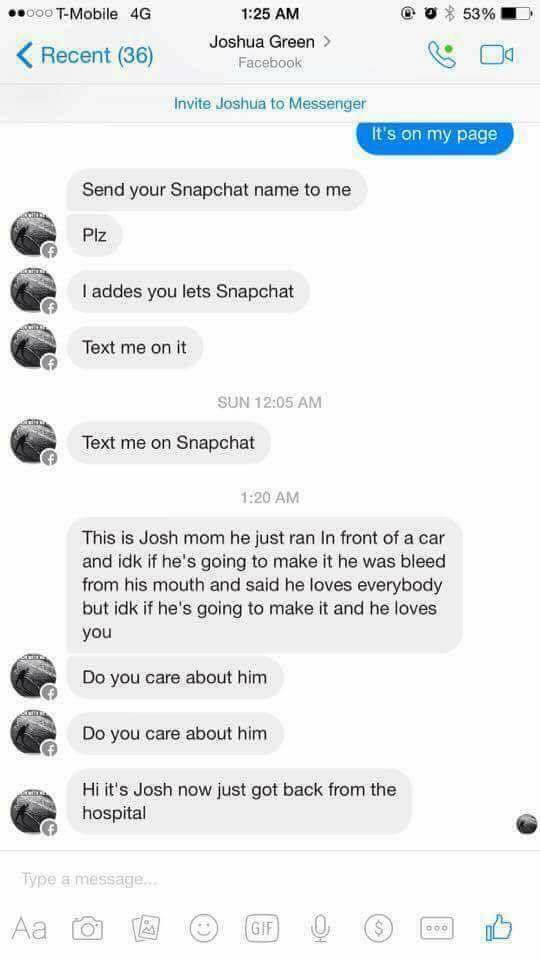 T-Mobile 4G 1:25 AM 53%
Recent (36) Joshua Green
Facebook
Invite Joshua to Messenger
It's on my page
Send your Snapchat name to me
Plz
I addes you lets Snapchat
Text me on it
SUN 12:05 AM
Text me on Snapchat
1:20 AM
This is Josh mom he just ran In front of a car
and idk if he's going to make it he was bleed
from his mouth and said he loves everybody
but idk if he's going to make it and he loves
you
Do you care about him
Do you care about him
Hi it's Josh now just got back from the
hospital
Type a message...
Aa GIF $